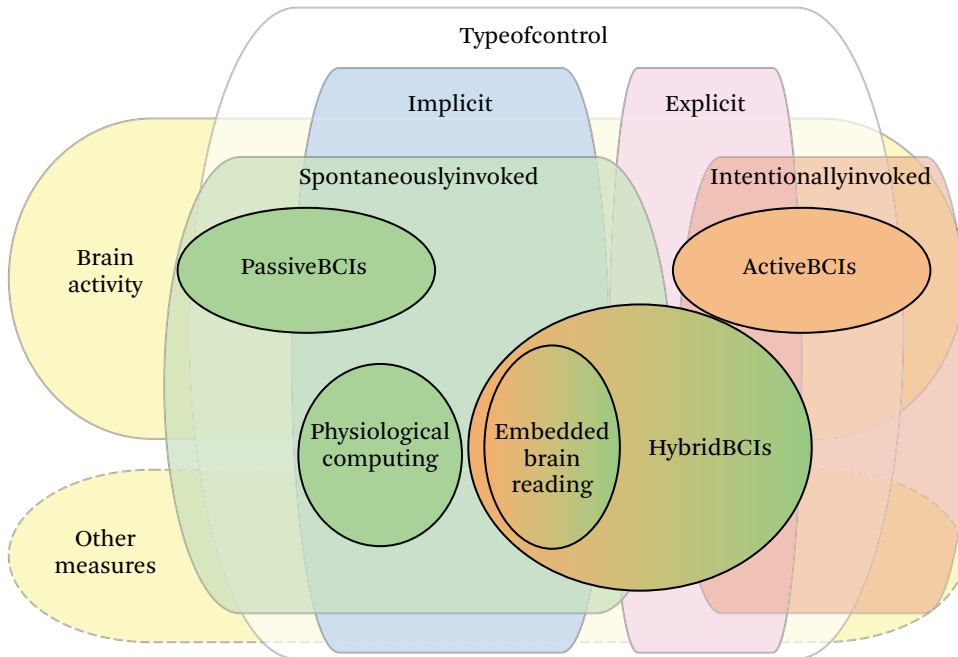 Typeofcontrol
Implicit
Explicit
Spontaneouslyinvoked
Intentionallyinvoked
Brain
activity
PassiveBCIs
ActiveBCIs
Physiological
computing
Embedded
brain
reading
HybridBCIs
Other
measures